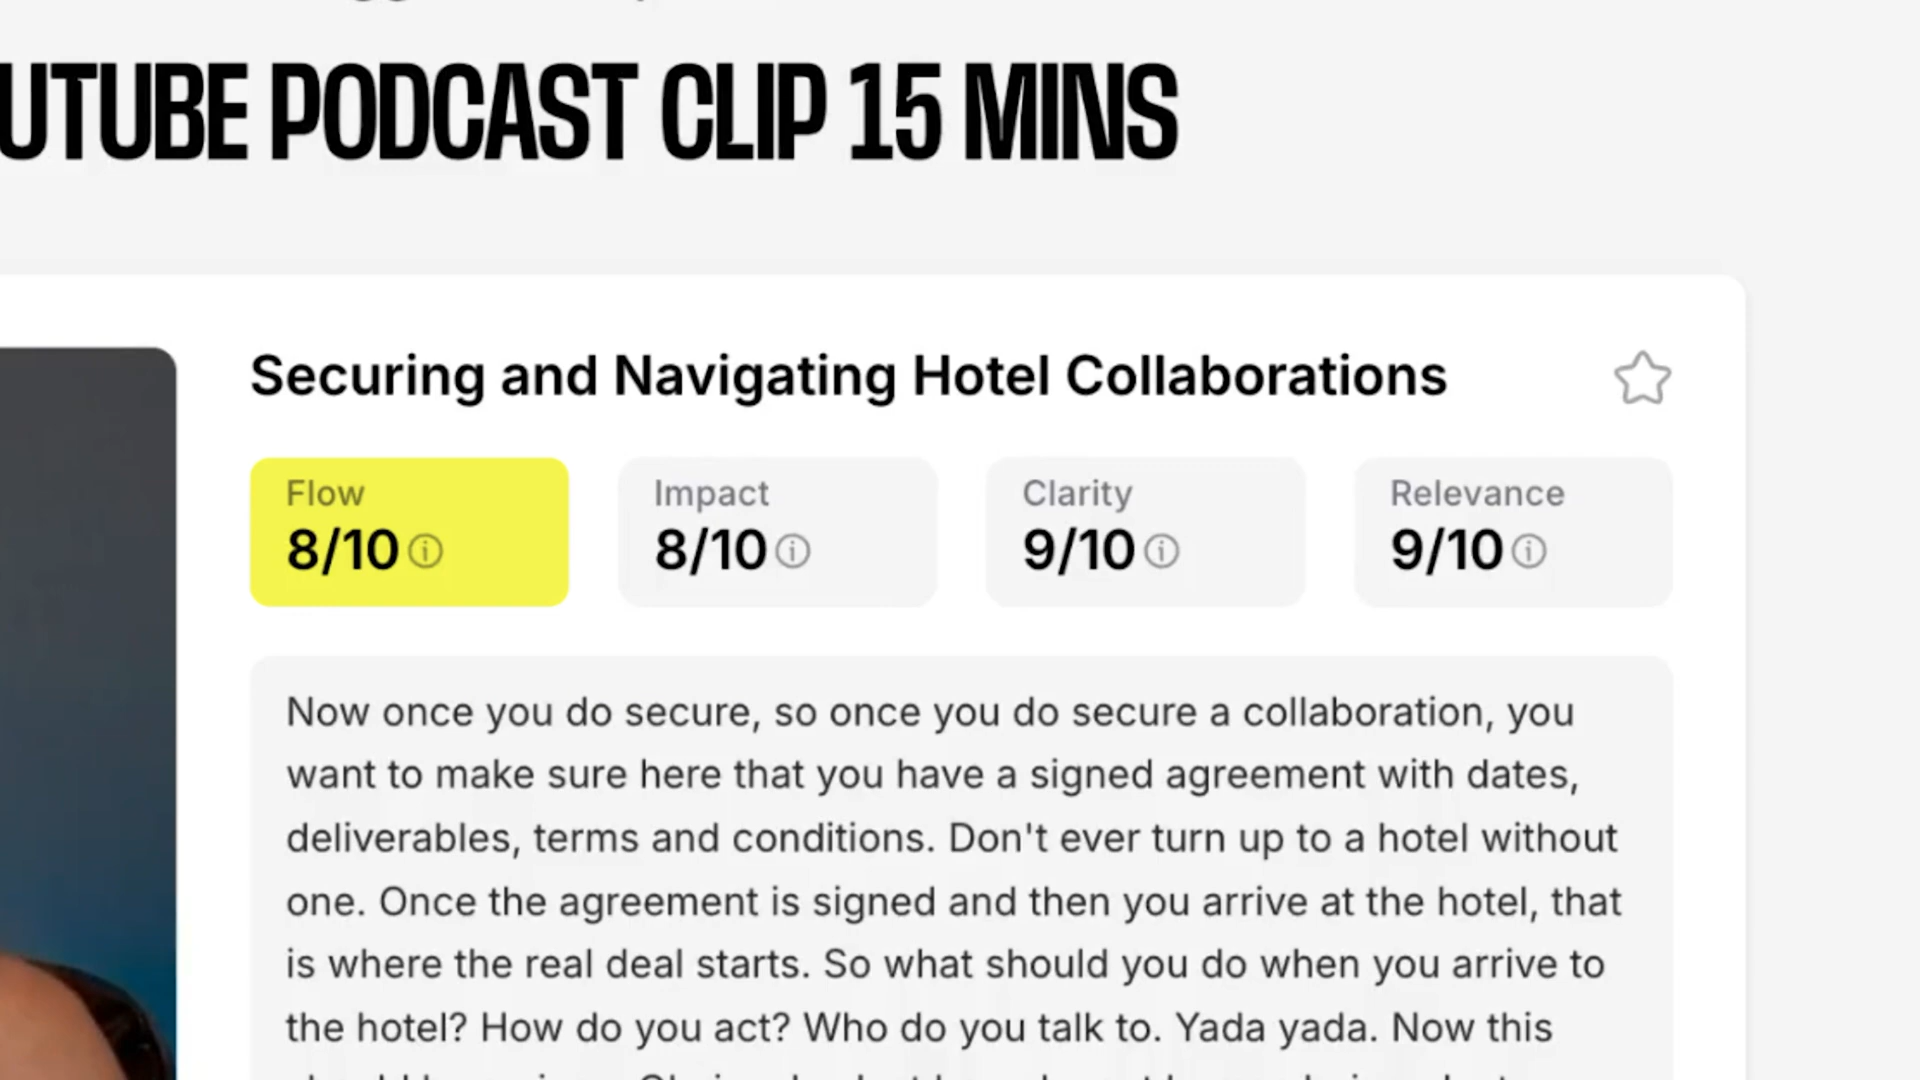 UTUBE PODCAST CLIP 15 MINS
Securing and Navigating Hotel Collaborations
Flow
8/10
Impact
8/10
Clarity
9/10
Relevance
9/10
Now once you do secure, so once you do secure a collaboration, you
want to make sure here that you have a signed agreement with dates,
deliverables, terms and conditions. Don't ever turn up to a hotel without
one. Once the agreement is signed and then you arrive at the hotel, that
is where the real deal starts. So what should you do when you arrive to
the hotel? How do you act? Who do you talk to. Yada yada. Now this